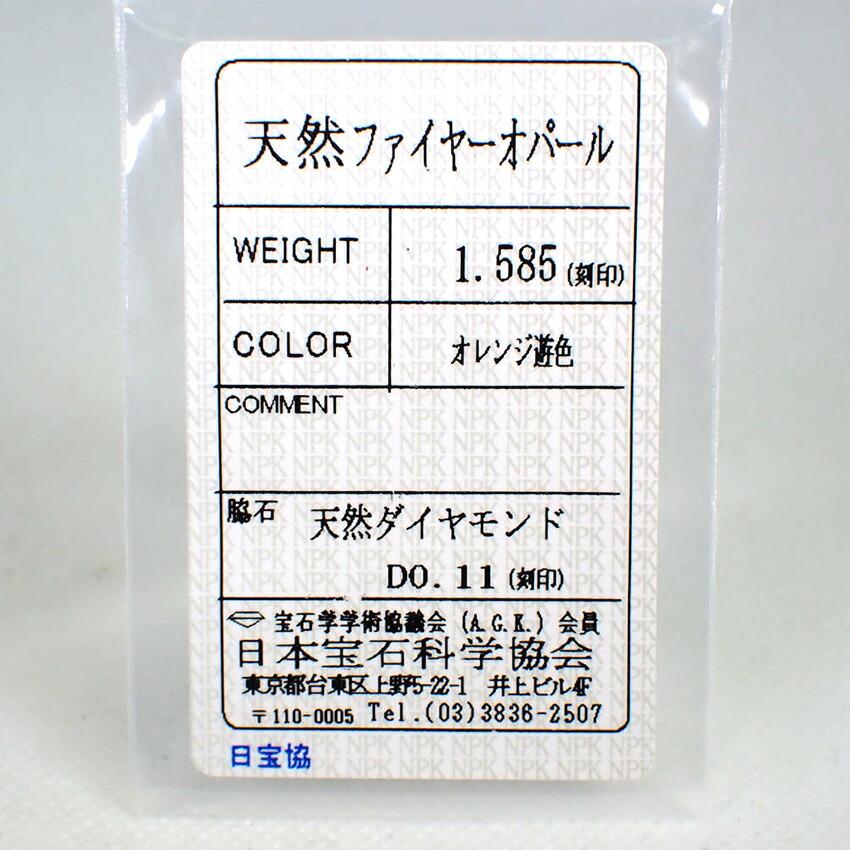 天然ファイヤーオパール
WEIGHT 1.585 (刻印)
COLOR オレンジ遊色
COMMENT
脇石 天然ダイヤモンド
D0.11 (刻印)
宝石学学術協議会 (A.G.K.) 会員
日本宝石科学協会
東京都台東区上野5-22-1 井上ビル4F
〒110-0005 Tel.(03)3836-2507
日宝協